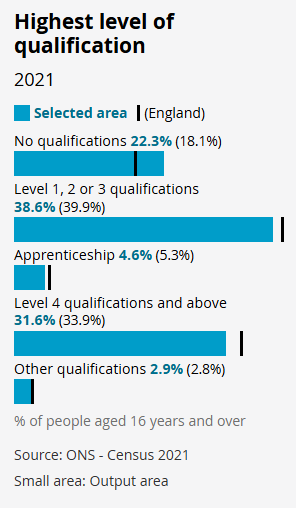 Highest level of
qualification
2021
Selected area (England)
No qualifications 22.3% (18.1%)
Level 1, 2 or 3 qualifications
38.6% (39.9%)
Apprenticeship 4.6% (5.3%)
Level 4 qualifications and above
31.6% (33.9%)
Other qualifications 2.9% (2.8%)
% of people aged 16 years and over
Source: ONS - Census 2021
Small area: Output area